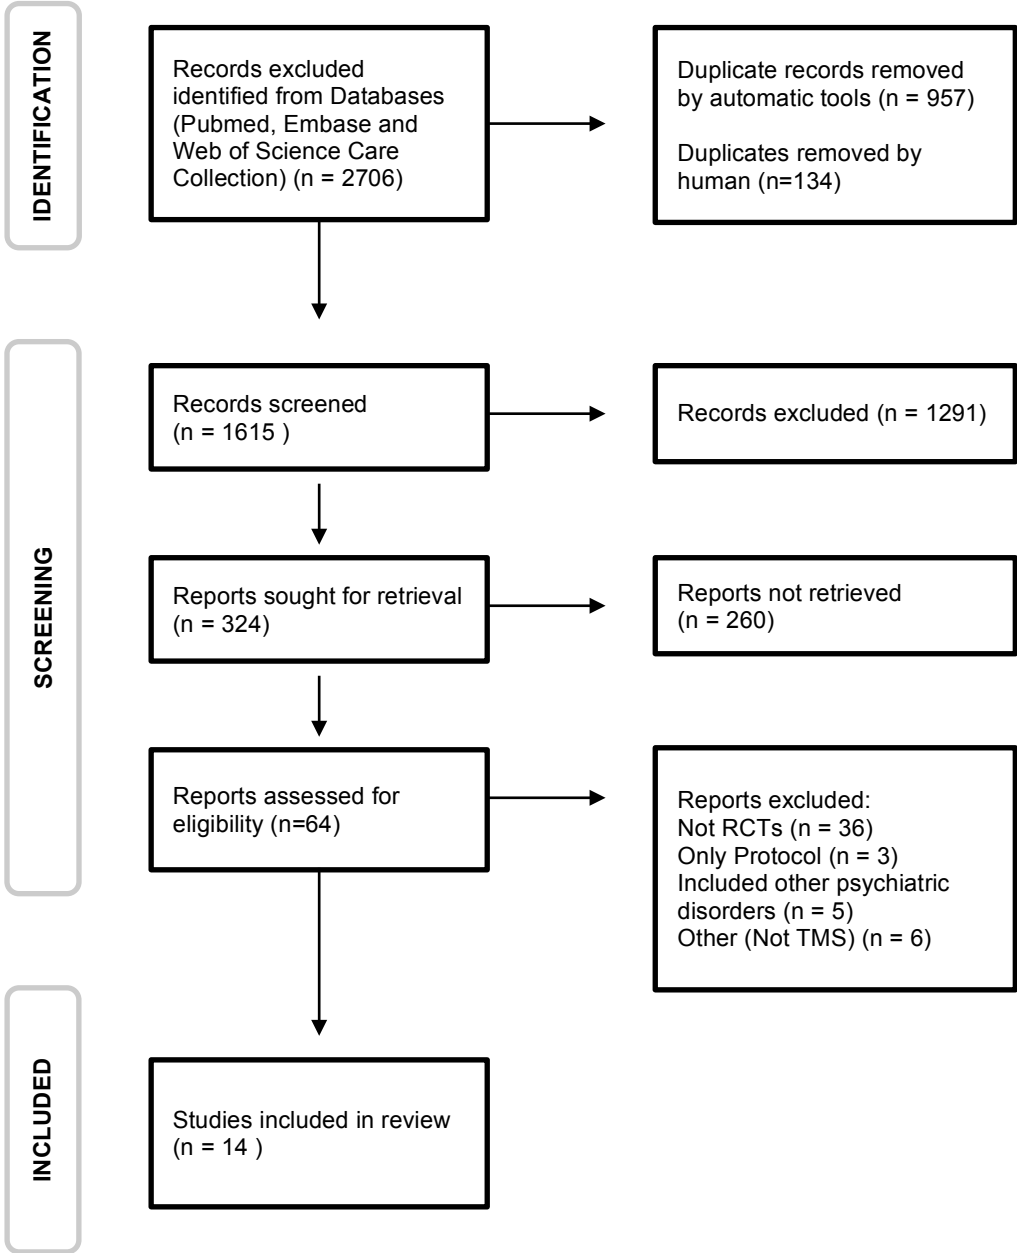 IDENTIFICATION
Records excluded
identified from Databases
(Pubmed, Embase and
Web of Science Care
Collection) (n = 2706)
Duplicate records removed
by automatic tools (n = 957)
Duplicates removed by
human (n=134)
SCREENING
Records screened
(n = 1615 )
Records excluded (n = 1291)
Reports sought for retrieval
(n = 324)
Reports not retrieved
(n = 260)
Reports assessed for
eligibility (n=64)
Reports excluded:
Not RCTs (n = 36)
Only Protocol (n = 3)
Included other psychiatric
disorders (n = 5)
Other (Not TMS) (n = 6)
INCLUDED
Studies included in review
(n = 14 )